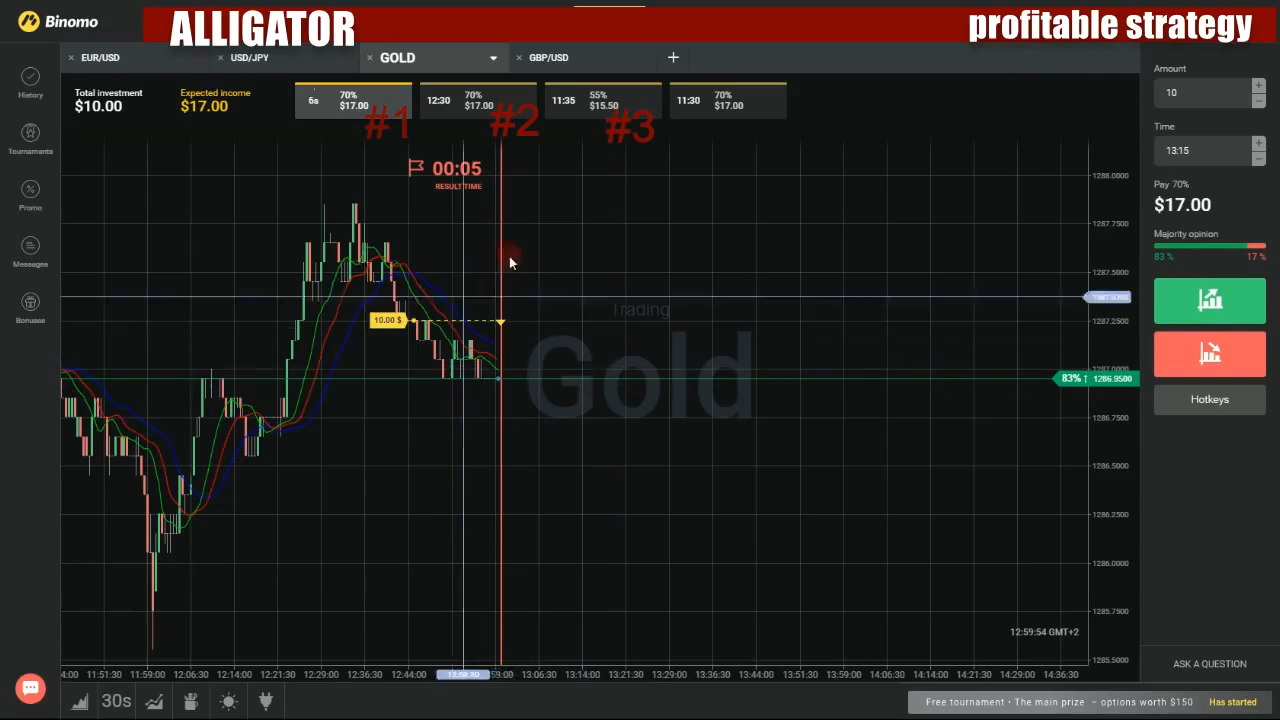 ALLIGATOR
profitable strategy
Binomo
EUR/USD
USD/JPY
GOLD
GBP/USD
Total investment
$10.00
Expected income
$17.00
6s
70%
$17.00
12:30
70%
$17.00
11:35
55%
$15.50
11:30
70%
$17.00
#1
#2
#3
History
Tournaments
Promo
Messages
Bonuses
00:05
RESULT TIME
10.00 $
Trading
Gold
1288.0000
1287.7500
1287.5000
1287.2500
1287.0000
83% ↑ 1286.9500
1286.7500
1286.5000
1286.2500
1286.0000
1285.7500
1285.5000
12:59:54 GMT+2
4:00 11:51:30 11:59:00 12:06:30 12:14:00 12:21:30 12:29:00 12:36:30 12:44:00 :59:00 13:06:30 13:14:00 13:21:30 13:29:00 13:36:30 13:44:00 13:51:30 13:59:00 14:06:30 14:14:00 14:21:30 14:29:00 14:36:30
30s
Amount
10
Time
13:15
Pay 70%
$17.00
Majority opinion
83 %
17 %
Hotkeys
ASK A QUESTION
Free tournament • The main prize – options worth $150 Has started